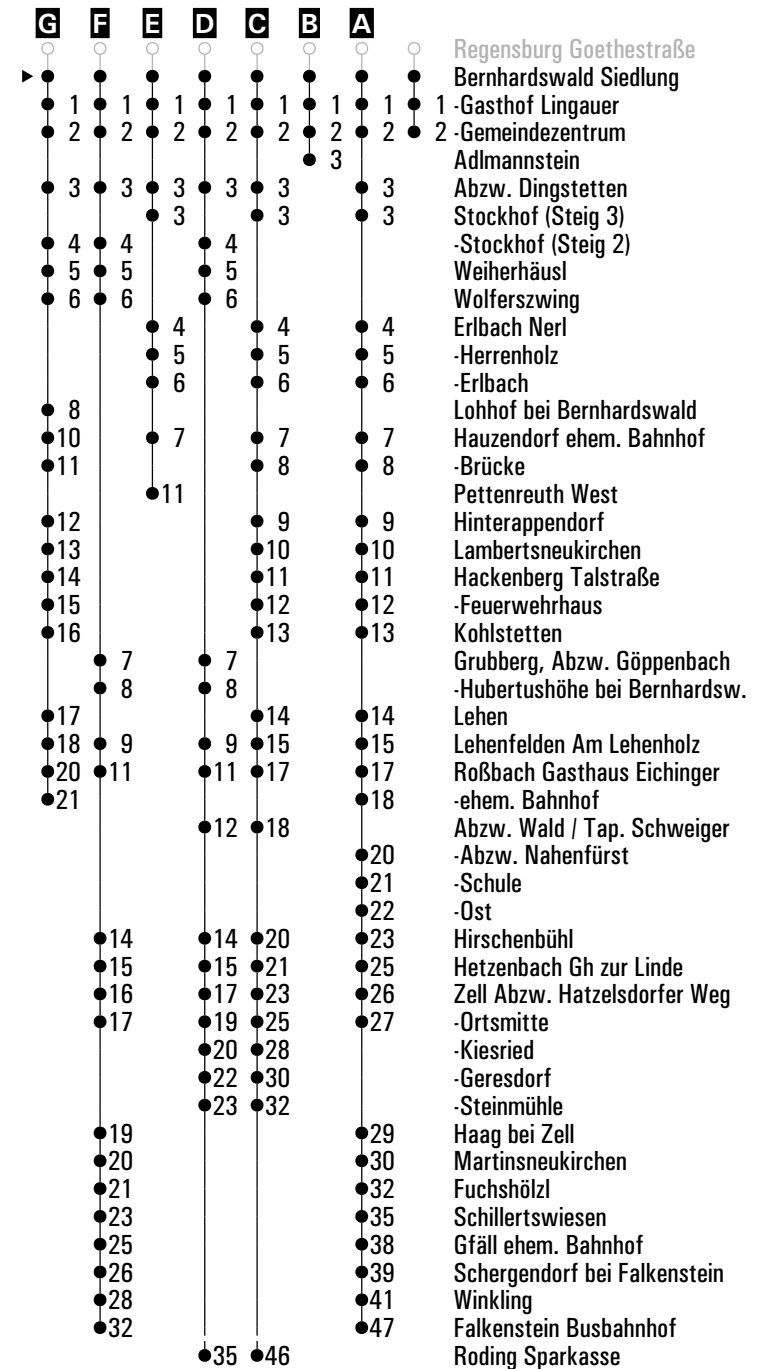 G F E D C B A
Regensburg Goethestraße
Bernhardswald Siedlung
1 1 1 1 1 1 1 1 -Gasthof Lingauer
2 2 2 2 2 2 2 2 -Gemeindezentrum
3 Adlmannstein
3 3 3 3 3 3 Abzw. Dingstetten
3 3 3 Stockhof (Steig 3)
4 4 4 -Stockhof (Steig 2)
5 5 5 Weiherhäusl
6 6 6 Wolferszwing
4 4 4 Erlbach Nerl
5 5 5 -Herrenholz
6 6 6 -Erlbach
8 Lohhof bei Bernhardswald
10 7 7 7 Hauzendorf ehem. Bahnhof
11 8 8 -Brücke
11 Pettenreuth West
12 9 9 Hinterappendorf
13 10 10 Lambertsneukirchen
14 11 11 Hackenberg Talstraße
15 12 12 -Feuerwehrhaus
16 13 13 Kohlstetten
7 7 Grubberg, Abzw. Göppenbach
8 8 -Hubertushöhe bei Bernhardsw.
17 14 14 Lehen
18 9 9 15 15 Lehenfelden Am Lehenholz
20 11 11 17 17 Roßbach Gasthaus Eichinger
21 18 -ehem. Bahnhof
12 18 Abzw. Wald / Tap. Schweiger
20 -Abzw. Nahenfürst
21 -Schule
22 -Ost
14 14 20 23 Hirschenbühl
15 15 21 25 Hetzenbach Gh zur Linde
16 17 23 26 Zell Abzw. Hatzelsdorfer Weg
17 19 25 27 -Ortsmitte
20 28 -Kiesried
22 30 -Geresdorf
23 32 -Steinmühle
19 29 Haag bei Zell
20 30 Martinsneukirchen
21 32 Fuchshölzl
23 35 Schillertswiesen
25 38 Gfäll ehem. Bahnhof
26 39 Schergendorf bei Falkenstein
28 41 Winkling
32 47 Falkenstein Busbahnhof
35 46 Roding Sparkasse